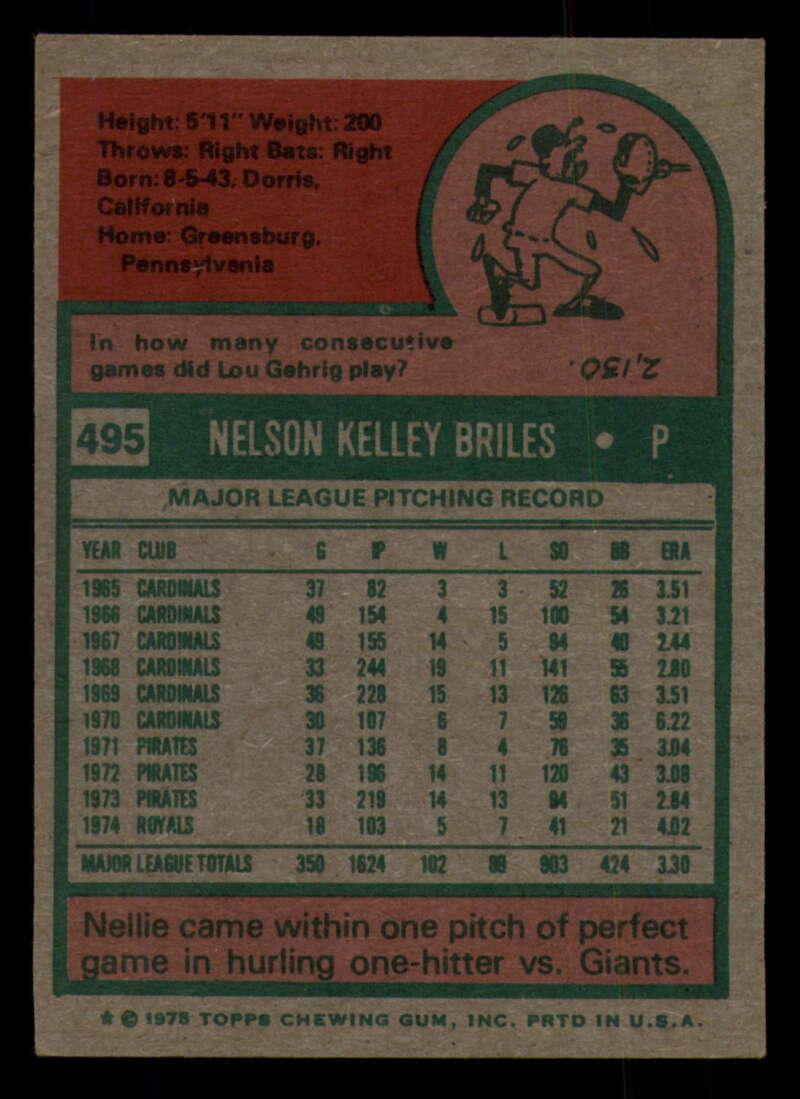 Height: 5'11" Weight: 200
Throws: Right Bats: Right
Born: 8-5-43, Dorris,
California
Home: Greensburg,
Pennsylvania
In how many consecutive
games did Lou Gehrig play?
2,130.
495 NELSON KELLEY BRILES • P
MAJOR LEAGUE PITCHING RECORD
YEAR CLUB G IP W L SO BB ERA
1965 CARDINALS 37 82 3 3 52 26 3.51
1966 CARDINALS 49 154 4 15 100 54 3.21
1967 CARDINALS 49 155 14 5 94 40 2.44
1968 CARDINALS 33 244 19 11 141 55 2.80
1969 CARDINALS 36 228 15 13 126 63 3.51
1970 CARDINALS 30 107 6 7 59 36 6.22
1971 PIRATES 37 136 8 4 76 35 3.04
1972 PIRATES 28 196 14 11 120 43 3.08
1973 PIRATES 33 219 14 13 94 51 2.84
1974 ROYALS 18 103 5 7 41 21 4.02
MAJOR LEAGUE TOTALS 350 1624 102 89 903 424 3.30
Nellie came within one pitch of perfect
game in hurling one-hitter vs. Giants.
* © 1975 TOPPS CHEWING GUM, INC. PRTD IN U.S.A.